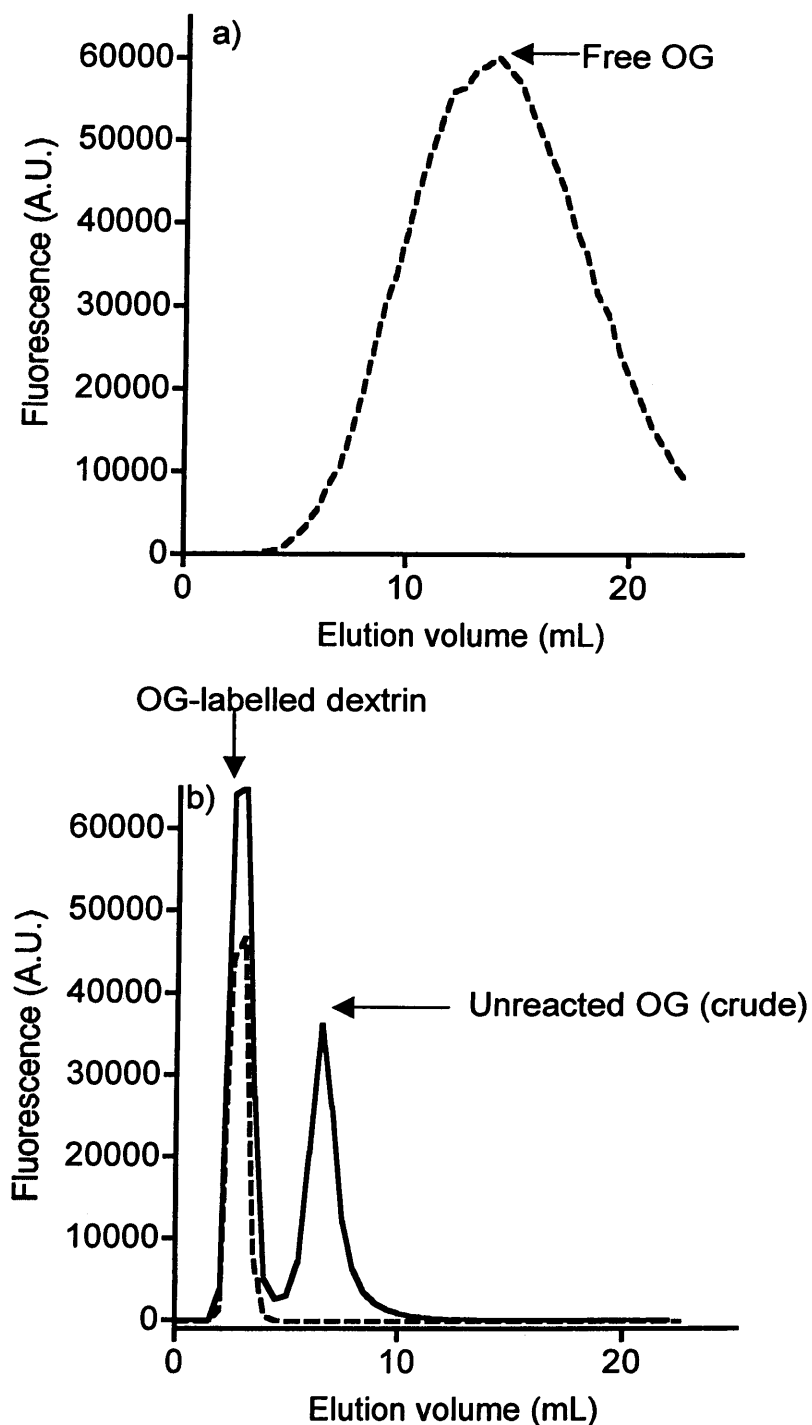 a)
Free OG
60000
50000
40000
30000
20000
10000
0
Fluorescence (A.U.)
0 10 20
Elution volume (mL)
OG-labelled dextrin
b)
60000
50000
Unreacted OG (crude)
40000
30000
20000
10000
0
Fluorescence (A.U.)
0 10 20
Elution volume (mL)